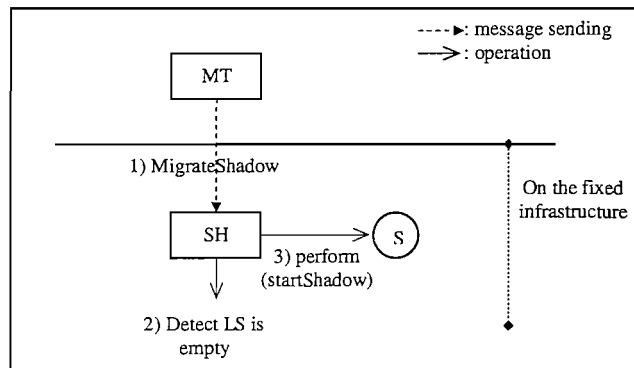 : message sending
: operation
MT
1) MigrateShadow
On the fixed
infrastructure
SH
S
3) perform
(startShadow)
2) Detect LS is
empty